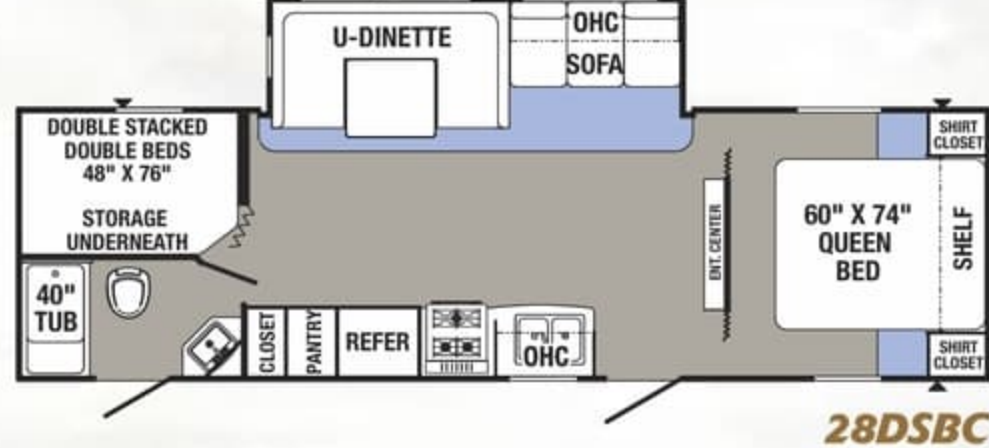 U-DINETTE
OHC
SOFA
DOUBLE STACKED
DOUBLE BEDS
48" X 76"
STORAGE
UNDERNEATH
SHIRT
CLOSET
ENT. CENTER
60" X 74"
QUEEN
BED
SHELF
40"
TUB
CLOSET
PANTRY
REFER
OHC
SHIRT
CLOSET
28DSBC